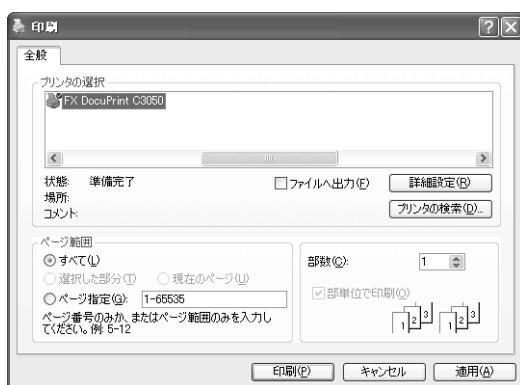 印刷
全般
プリンタの選択
FX DocuPrint C3050
状態: 準備完了
場所:
コメント:
ファイルへ出力(F)
詳細設定(R)
プリンタの検索(D)...
ページ範囲
すべて(L)
選択した部分(T) 現在のページ(U)
ページ指定(G): 1-65535
ページ番号のみか、またはページ範囲のみを入力し
てください。例: 5-12
部数(C): 1
部単位で印刷(O)
1 2 3 1 2 3
印刷(P) キャンセル 適用(A)